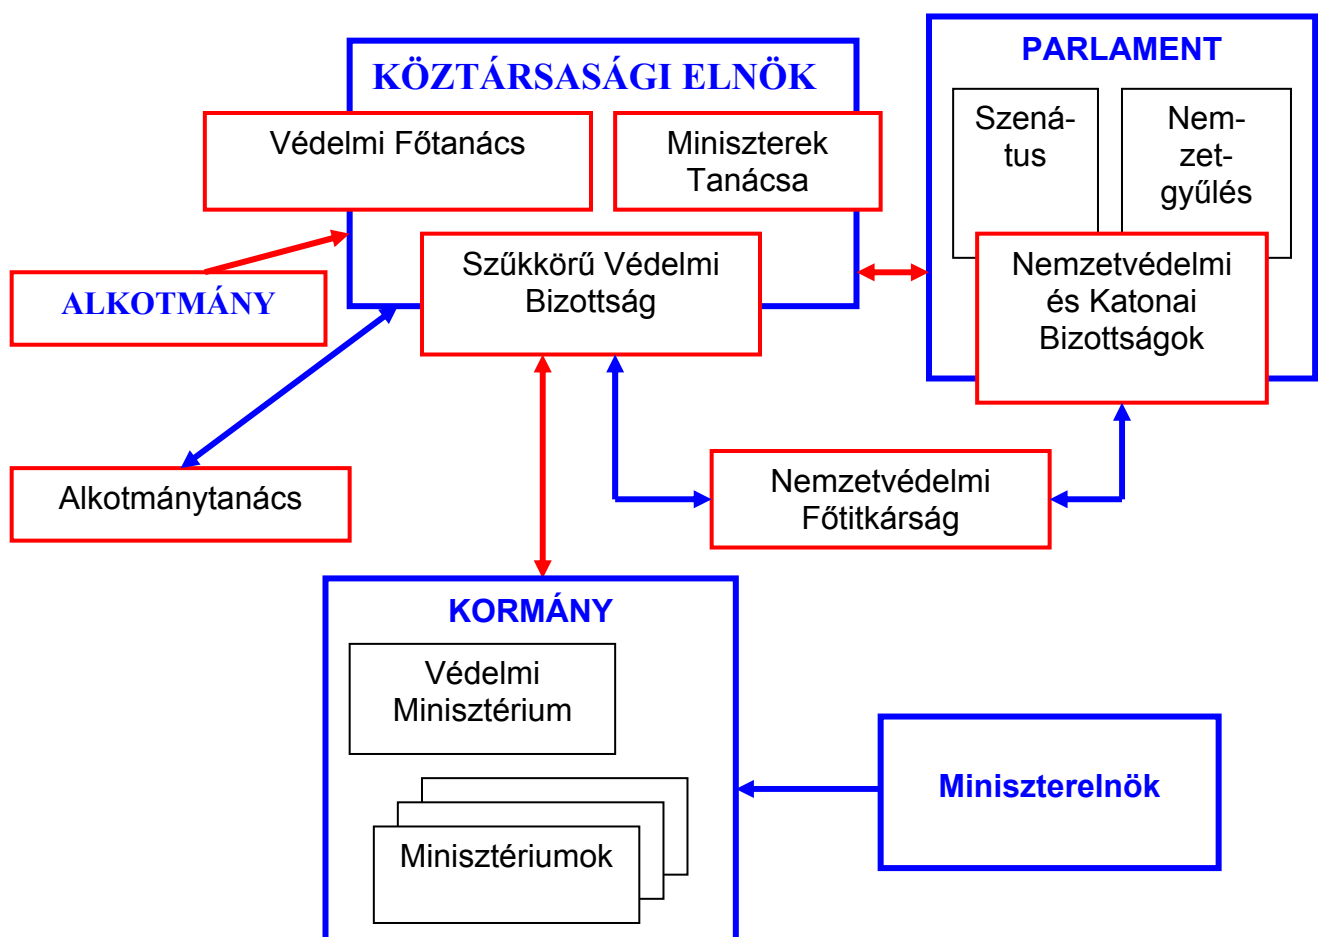 KÖZTÁRSASÁGI ELNÖK
Védelmi Főtanács
Miniszterek
Tanácsa
Szűkkörű Védelmi
Bizottság
PARLAMENT
Szená-
tus
Nem-
zet-
gyűlés
Nemzetvédelmi
és Katonai
Bizottságok
ALKOTMÁNY
Alkotmánytanács
Nemzetvédelmi
Főtitkárság
KORMÁNY
Védelmi
Minisztérium
Minisztériumok
Miniszterelnök